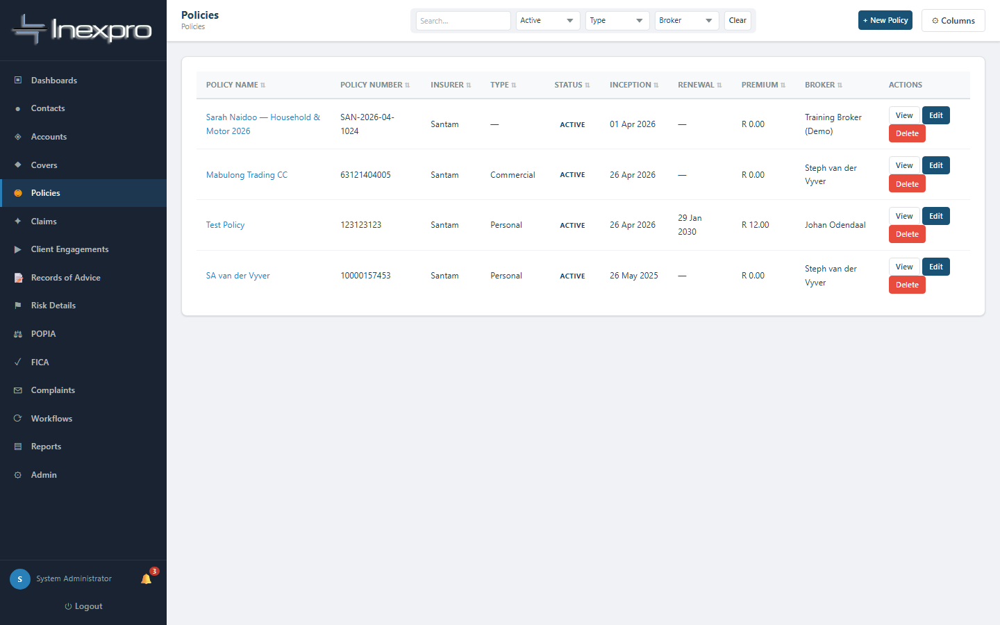 Inexpro
Dashboards
Contacts
Accounts
Covers
Policies
Claims
Client Engagements
Records of Advice
Risk Details
POPIA
FICA
Complaints
Workflows
Reports
Admin
S
System Administrator
3
Logout
Policies
Policies
Search...
Active
Type
Broker
Clear
+ New Policy
Columns
POLICY NAME POLICY NUMBER INSURER TYPE STATUS INCEPTION RENEWAL PREMIUM BROKER ACTIONS
Sarah Naidoo — Household &
Motor 2026
SAN-2026-04-
1024
Santam
—
ACTIVE
01 Apr 2026
—
R 0.00
Training Broker
(Demo)
View Edit
Delete
Mabulong Trading CC
63121404005
Santam
Commercial
ACTIVE
26 Apr 2026
—
R 0.00
Steph van der
Vyver
View Edit
Delete
Test Policy
123123123
Santam
Personal
ACTIVE
26 Apr 2026
29 Jan
2030
R 12.00
Johan Odendaal
View Edit
Delete
SA van der Vyver
10000157453
Santam
Personal
ACTIVE
26 May 2025
—
R 0.00
Steph van der
Vyver
View Edit
Delete